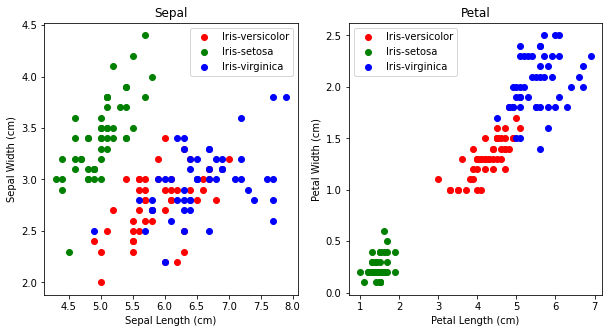 Sepal
4.5
4.0
3.5
3.0
2.5
2.0
Sepal Width (cm)
Iris-versicolor
Iris-setosa
Iris-virginica
4.5 5.0 5.5 6.0 6.5 7.0 7.5 8.0
Sepal Length (cm)
Petal
2.5
2.0
1.5
1.0
0.5
0.0
Petal Width (cm)
Iris-versicolor
Iris-setosa
Iris-virginica
1 2 3 4 5 6 7
Petal Length (cm)